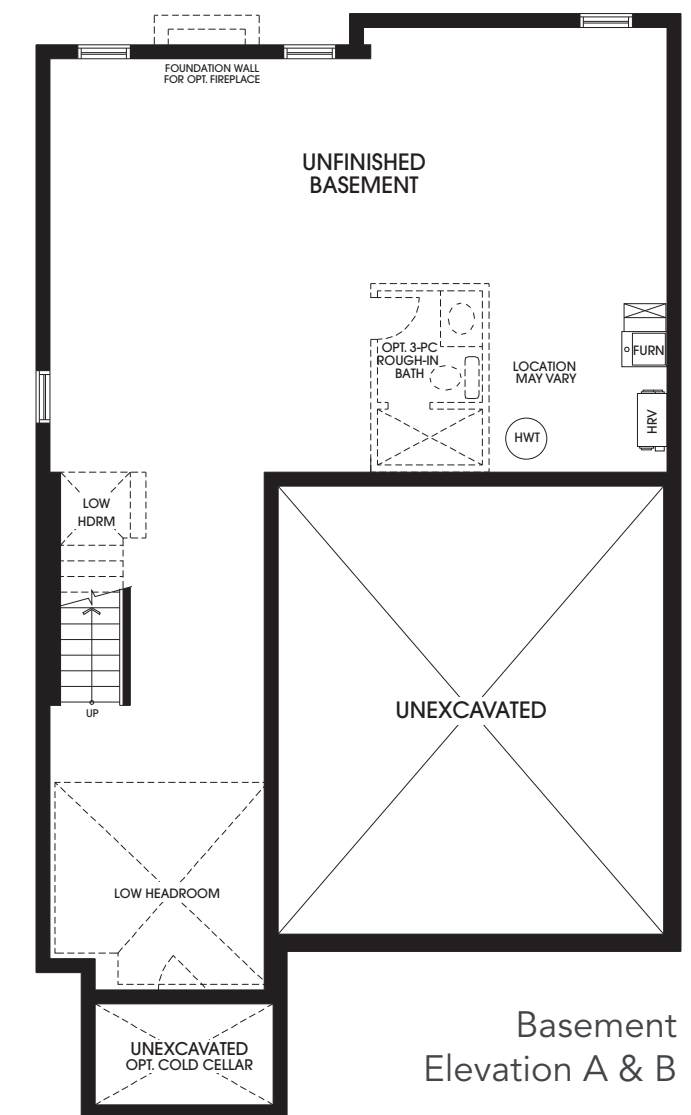 FOUNDATION WALL
FOR OPT. FIREPLACE
UNFINISHED
BASEMENT
OPT. 3-PC
ROUGH-IN
BATH
LOCATION
MAY VARY
FURN
HRV
HWT
LOW
HDRM
UP
UNEXCAVATED
LOW HEADROOM
UNEXCAVATED
OPT. COLD CELLAR
Basement
Elevation A & B